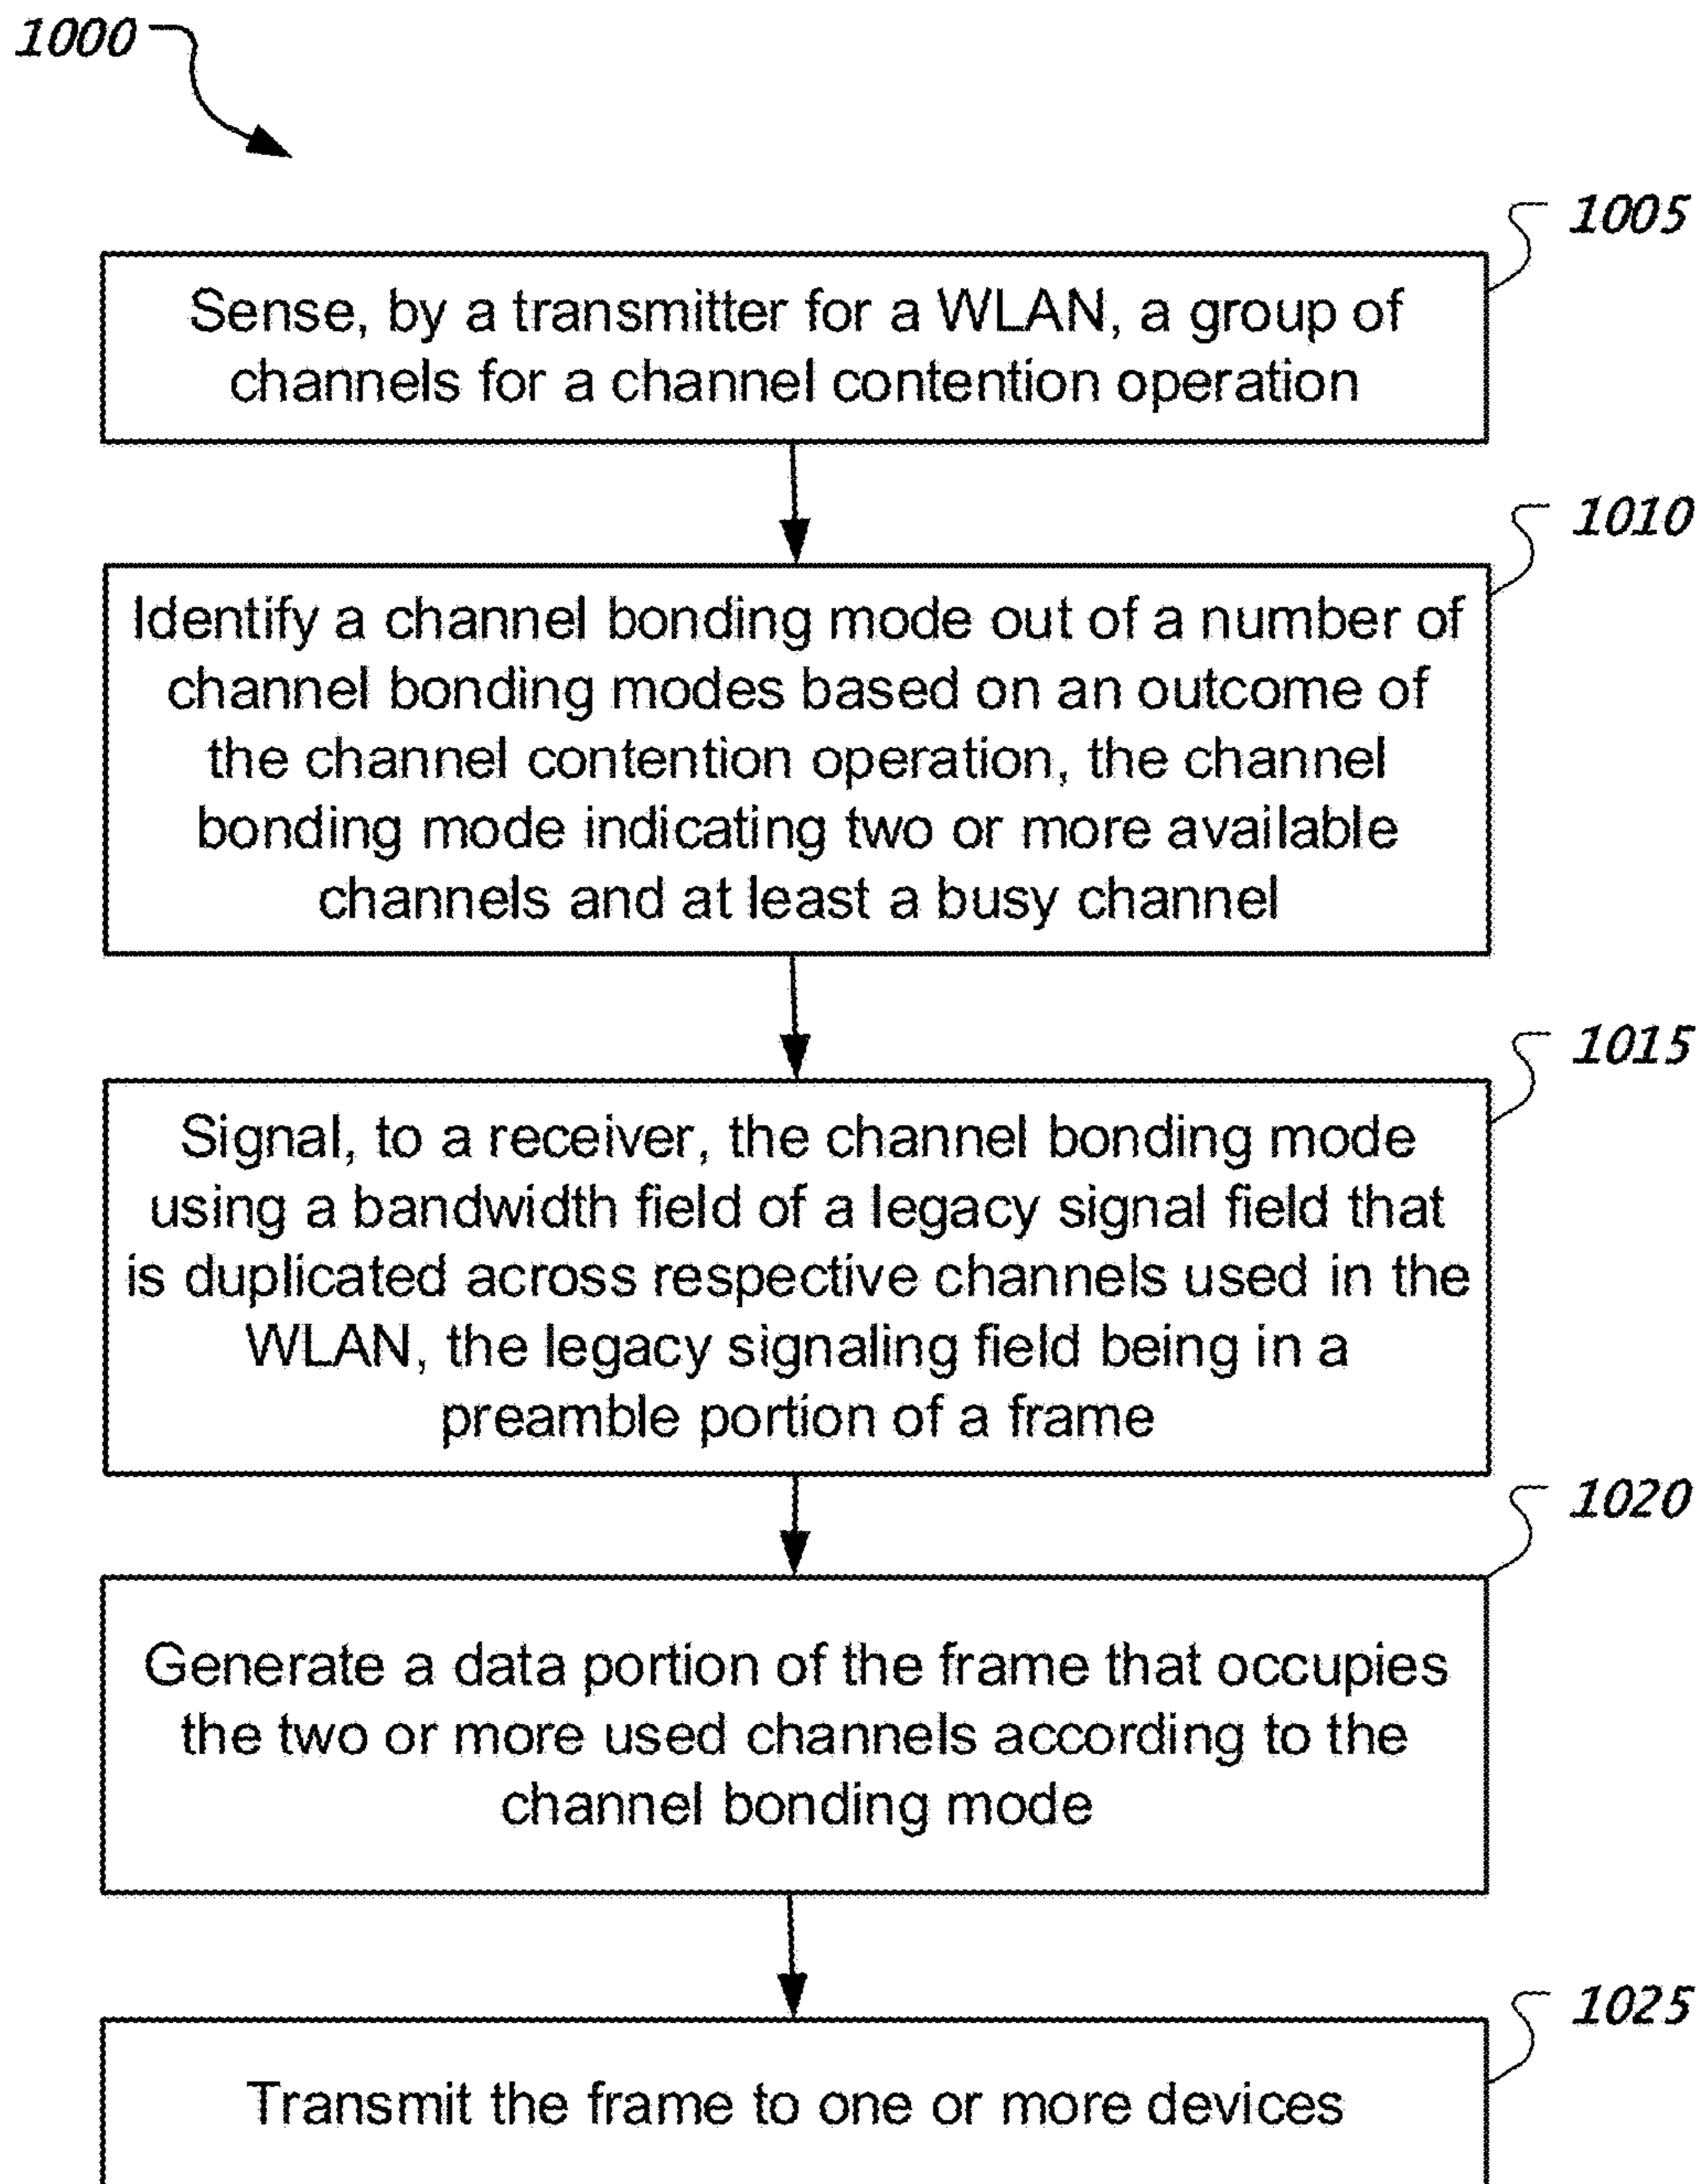 1000
1005
Sense, by a transmitter for a WLAN, a group of
channels for a channel contention operation
1010
Identify a channel bonding mode out of a number of
channel bonding modes based on an outcome of
the channel contention operation, the channel
bonding mode indicating two or more available
channels and at least a busy channel
1015
Signal, to a receiver, the channel bonding mode
using a bandwidth field of a legacy signal field that
is duplicated across respective channels used in the
WLAN, the legacy signaling field being in a
preamble portion of a frame
1020
Generate a data portion of the frame that occupies
the two or more used channels according to the
channel bonding mode
1025
Transmit the frame to one or more devices